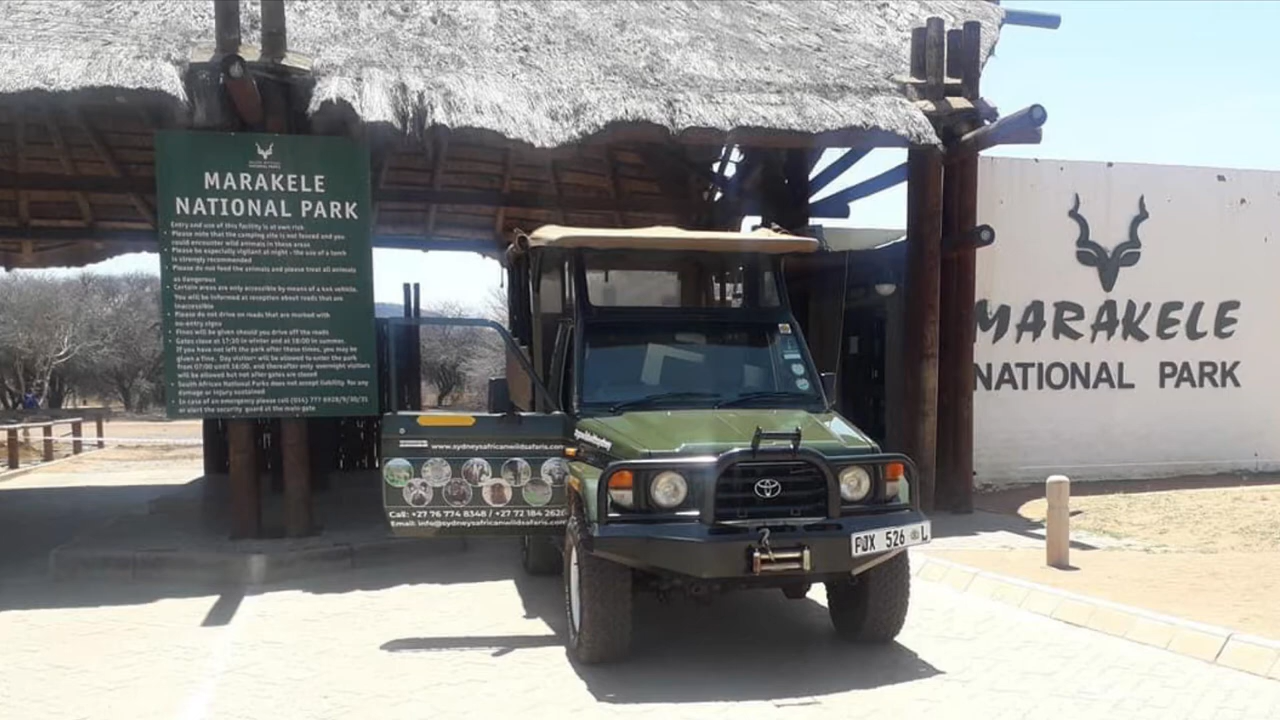 MARAKELE
NATIONAL PARK
Entry and use of this facility is at own risk
• Please note that the camping site is not fenced and you
could encounter wild animals in these areas
• Please be especially vigilant at night - the use of a torch
is strongly recommended
• Please do not feed the animals and please treat all animals
as dangerous
• Certain areas are only accessible by means of a 4x4 vehicle.
You will be informed at reception about roads that are
inaccessible
• Please do not drive on roads that are marked with
no-entry signs
• Fines will be given should you drive off the roads
• Gates close at 17:30 in winter and at 18:00 in summer.
If you have not left the park after these times, you may be
given a fine. Day visitors will be allowed to enter the park
from 07:00 until 16:00, and thereafter only overnight visitors
will be allowed but not after gates are closed
• South African National Parks does not accept liability for any
damage or injury sustained
• In case of an emergency please call (014) 777 6928/9/30/31
or alert the security guard at the main gate
MARAKELE
NATIONAL PARK
www.sydneysafricanwildsafaris.com
Call: +27 76 774 8348 / +27 72 184 2626
Email: info@sydneysafricanwildsafaris.com
TOYOTA
526 L